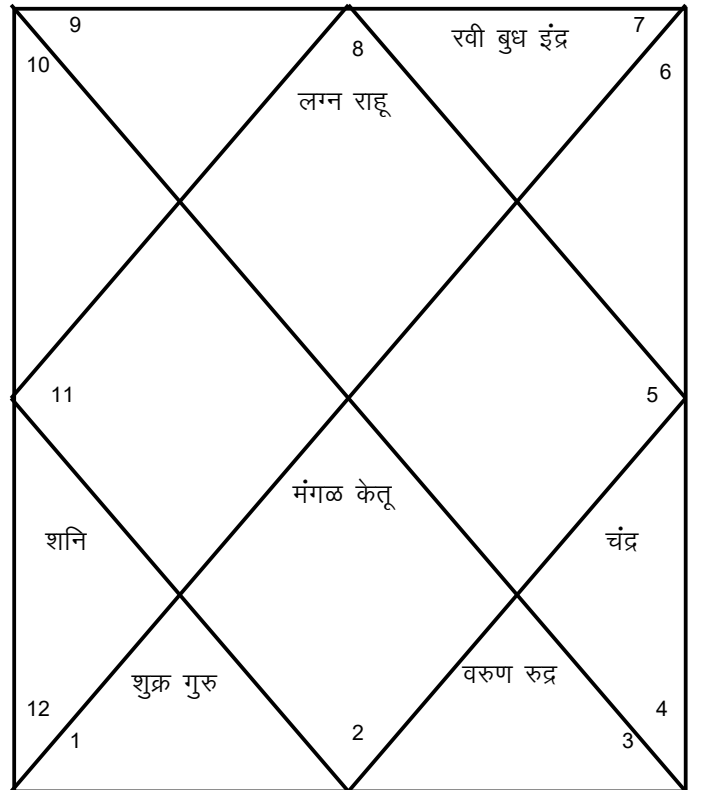 9
रवी बुध इंद्र
7
8
10
6
लग्न राहू
11
5
मंगळ केतू
शनि
चंद्र
शुक्र गुरु
वरुण रुद्र
12
4
1
2
3